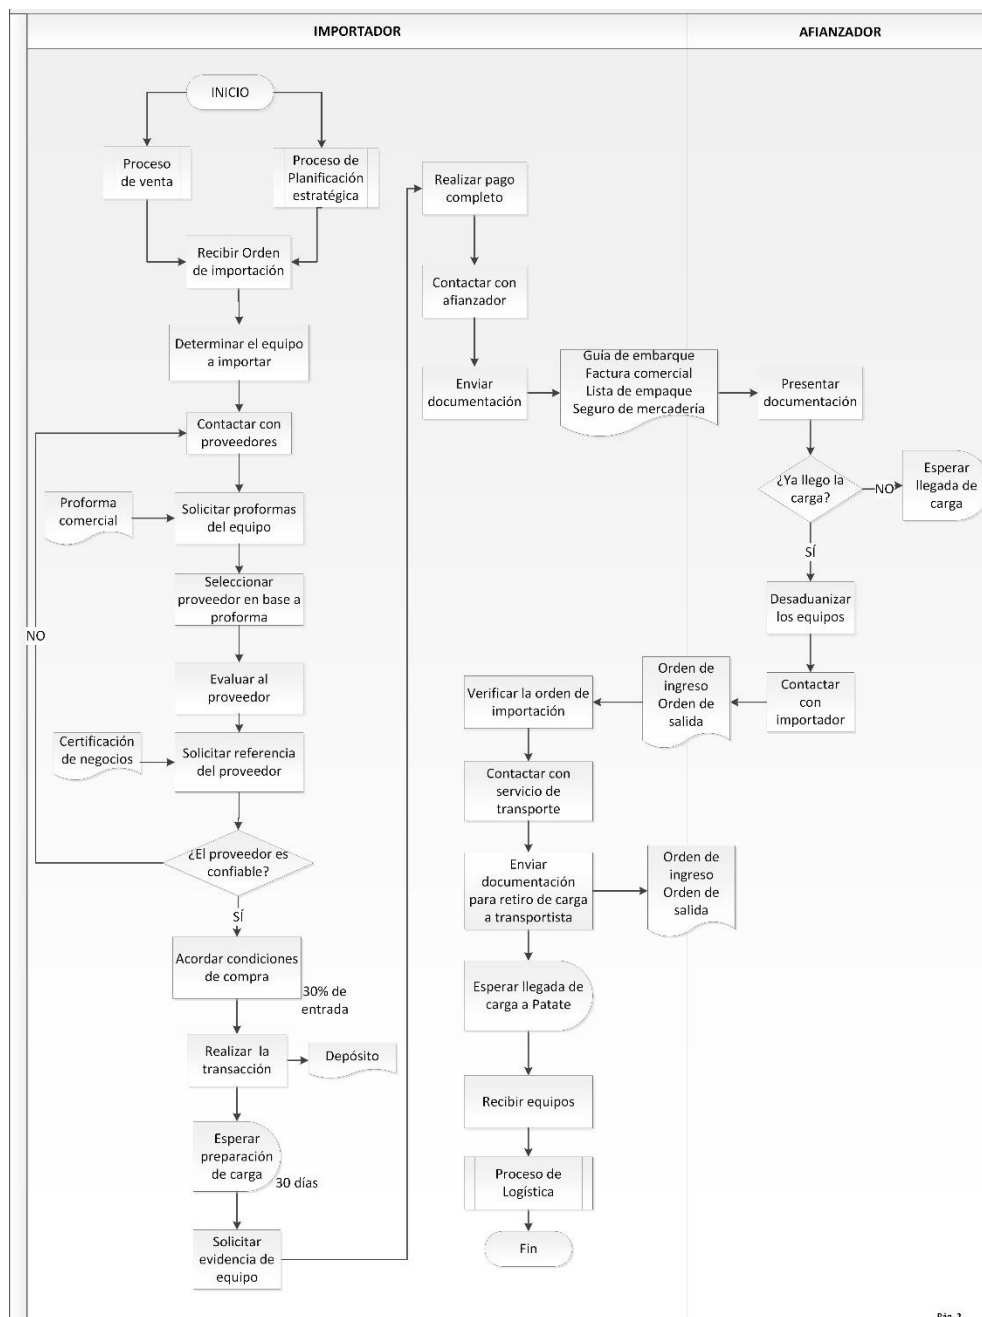 IMPORTADOR
AFIANZADOR
INICIO
Proceso
de venta
Proceso de
Planificación
estratégica
Recibir Orden
de importación
Determinar el equipo
a importar
Contactar con
proveedores
Proforma
comercial
Solicitar proformas
del equipo
Seleccionar
proveedor en base a
proforma
NO
Evaluar al
proveedor
Certificación
de negocios
Solicitar referencia
del proveedor
¿El proveedor es
confiable?
SÍ
Acordar condiciones
de compra
30% de
entrada
Realizar la
transacción
Depósito
Esperar
preparación
de carga
30 días
Solicitar
evidencia de
equipo
Realizar pago
completo
Contactar con
afianzador
Enviar
documentación
Guía de embarque
Factura comercial
Lista de empaque
Seguro de mercadería
Presentar
documentación
¿Ya llego la
carga?
NO
Esperar
llegada de
carga
SÍ
Desaduanizar
los equipos
Contactar
con
importador
Orden de
ingreso
Orden de
salida
Verificar la orden de
importación
Contactar con
servicio de
transporte
Enviar
documentación
para retiro de carga
a transportista
Orden de
ingreso
Orden de
salida
Esperar llegada de
carga a Patate
Recibir equipos
Proceso de
Logística
Fin
Pág. 2